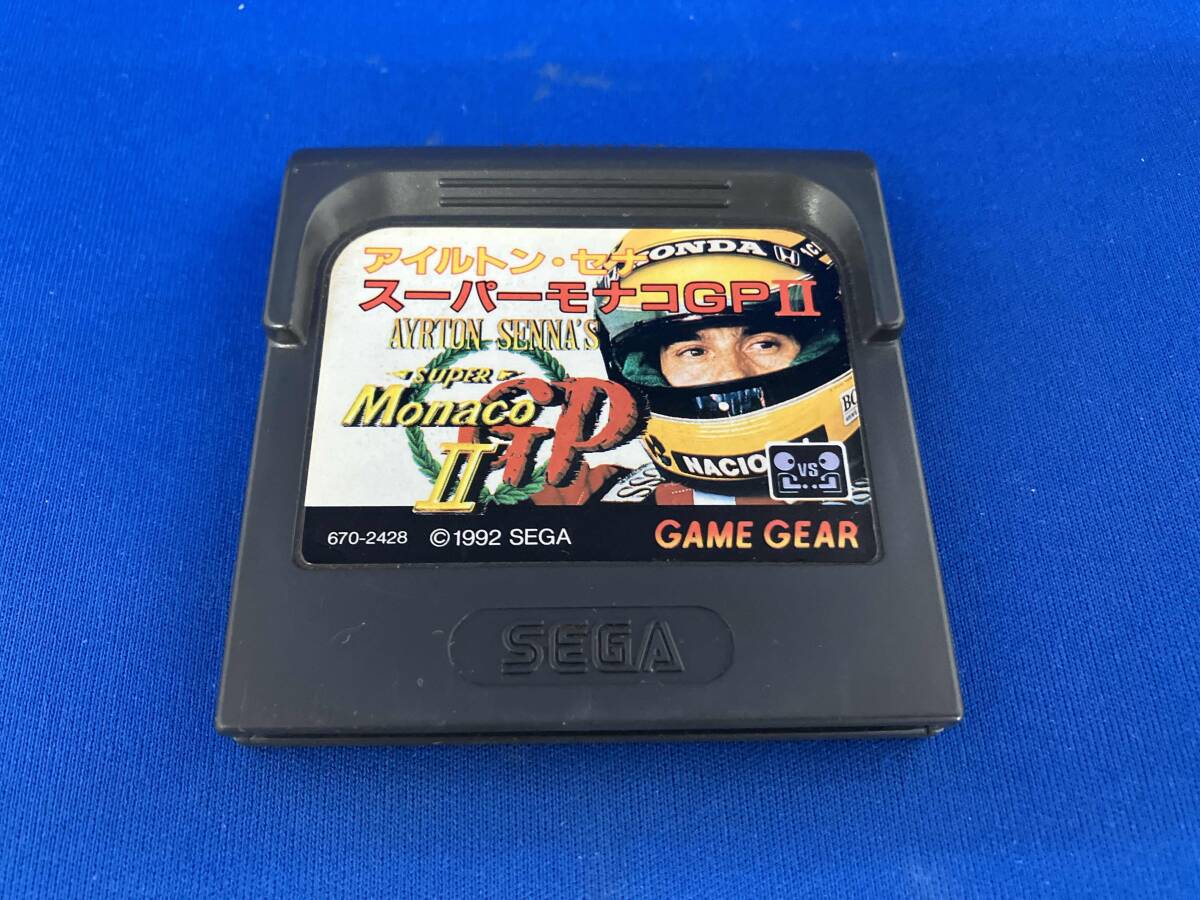 アイルトン・セナ
スーパーモナコGPⅡ
AYRTON SENNA'S
SUPER
Monaco GP
II
HONDA
NACIO
VS
670-2428 ©1992 SEGA
GAME GEAR
SEGA